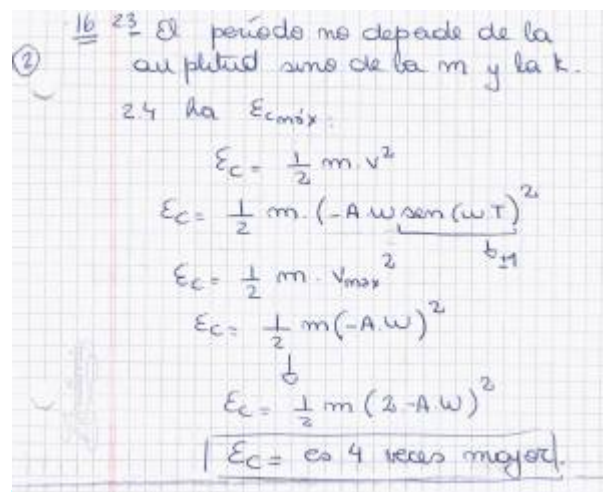 16 23 El período no depende de la
② amplitud sino de la m y la k.
2.4 La Ecmáx.
Ec = 1/2 m . v²
Ec = 1/2 m . (-A.w sen(w.T)²
±1
Ec = 1/2 m . vmax²
Ec = 1/2 m (-A.w)²
Ec = 1/2 m (2-A.w)²
Ec = es 4 veces mayor.